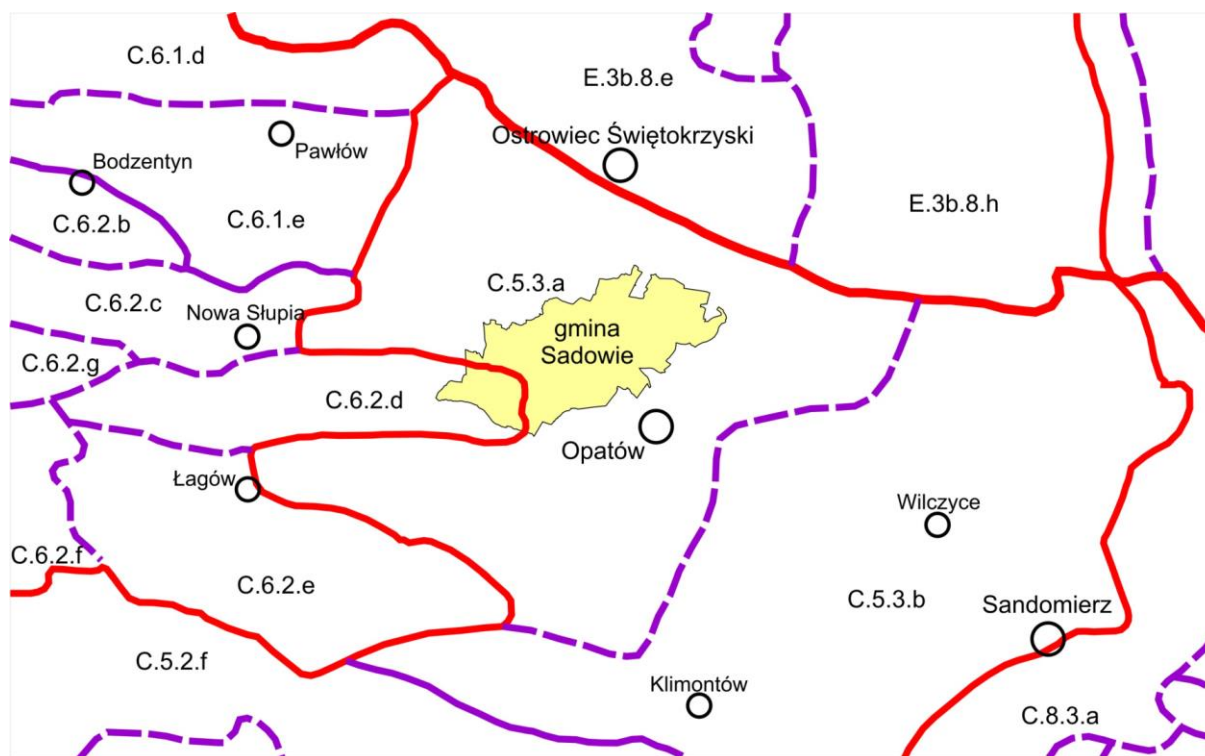 C.6.1.d
E.3b.8.e
Ostrowiec Świętokrzyski
Pawłów
Bodzentyn
C.6.2.b
C.6.1.e
E.3b.8.h
C.5.3.a
C.6.2.c
Nowa Słupia
gmina
Sadowie
C.6.2.g
C.6.2.d
Opatów
Łagów
Wilczyce
C.6.2.f
C.6.2.e
C.5.3.b
Sandomierz
C.5.2.f
Klimontów
C.8.3.a